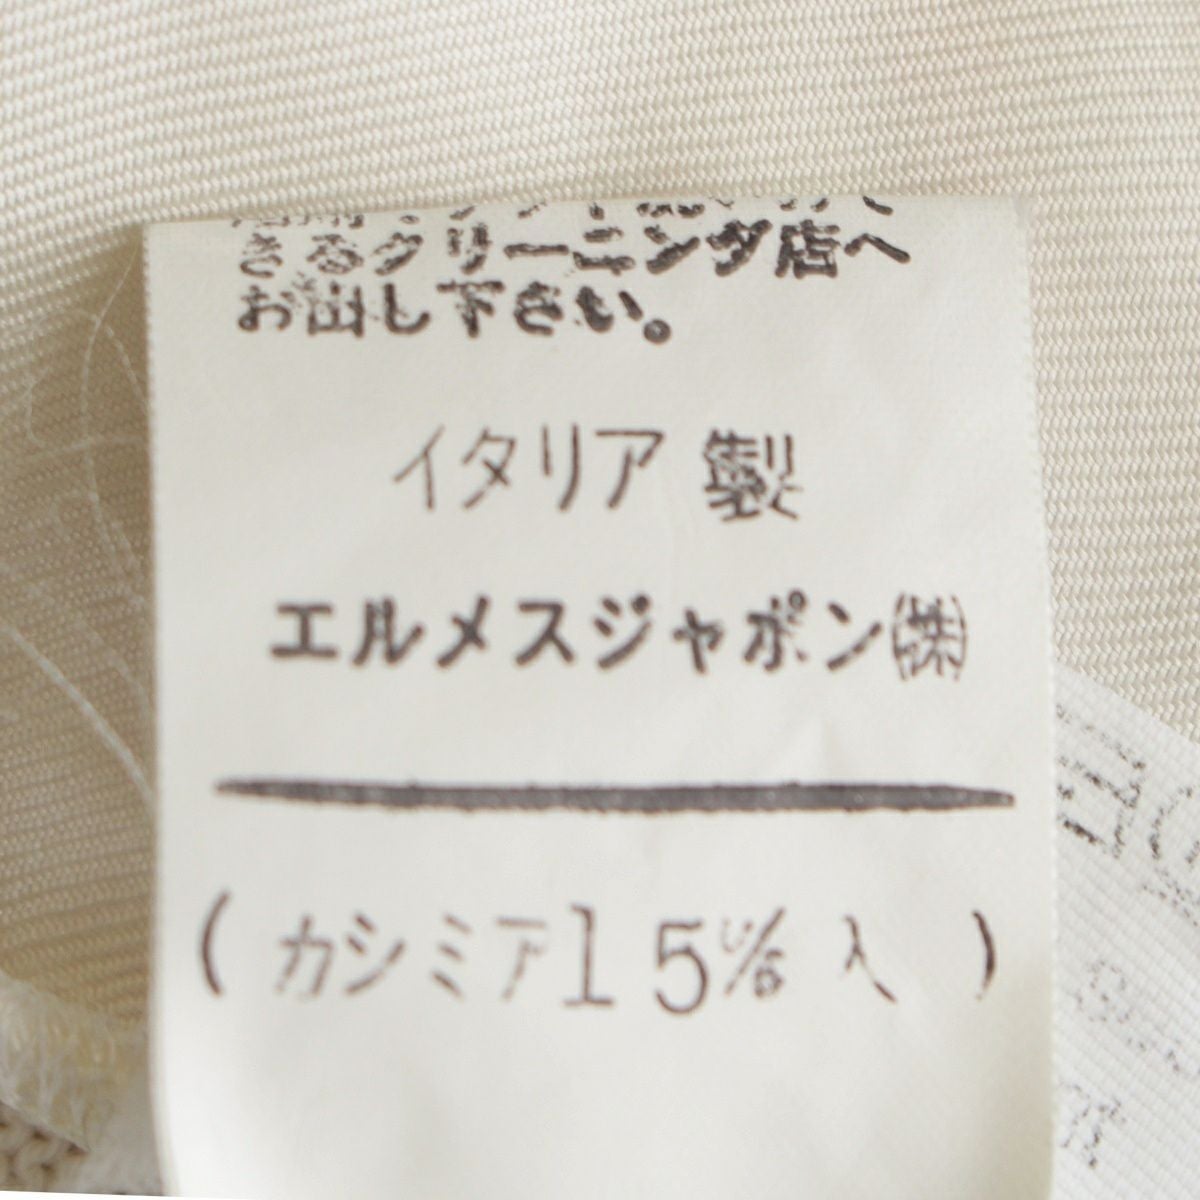 きるクリーニング店へ
お出し下さい。
イタリア 製
エルメスジャポン㈱
( カシミア15% 入 )